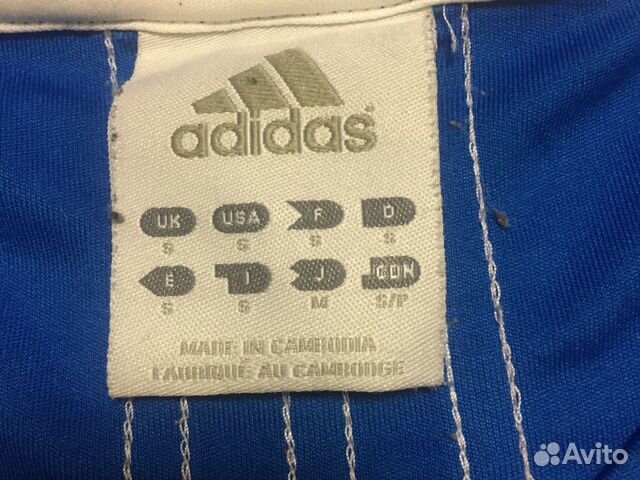 adidas
UK USA F D
S S S S
E I J CDN
S S M S/P
MADE IN CAMBODIA
FABRIQUÉ AU CAMBODGE
Avito